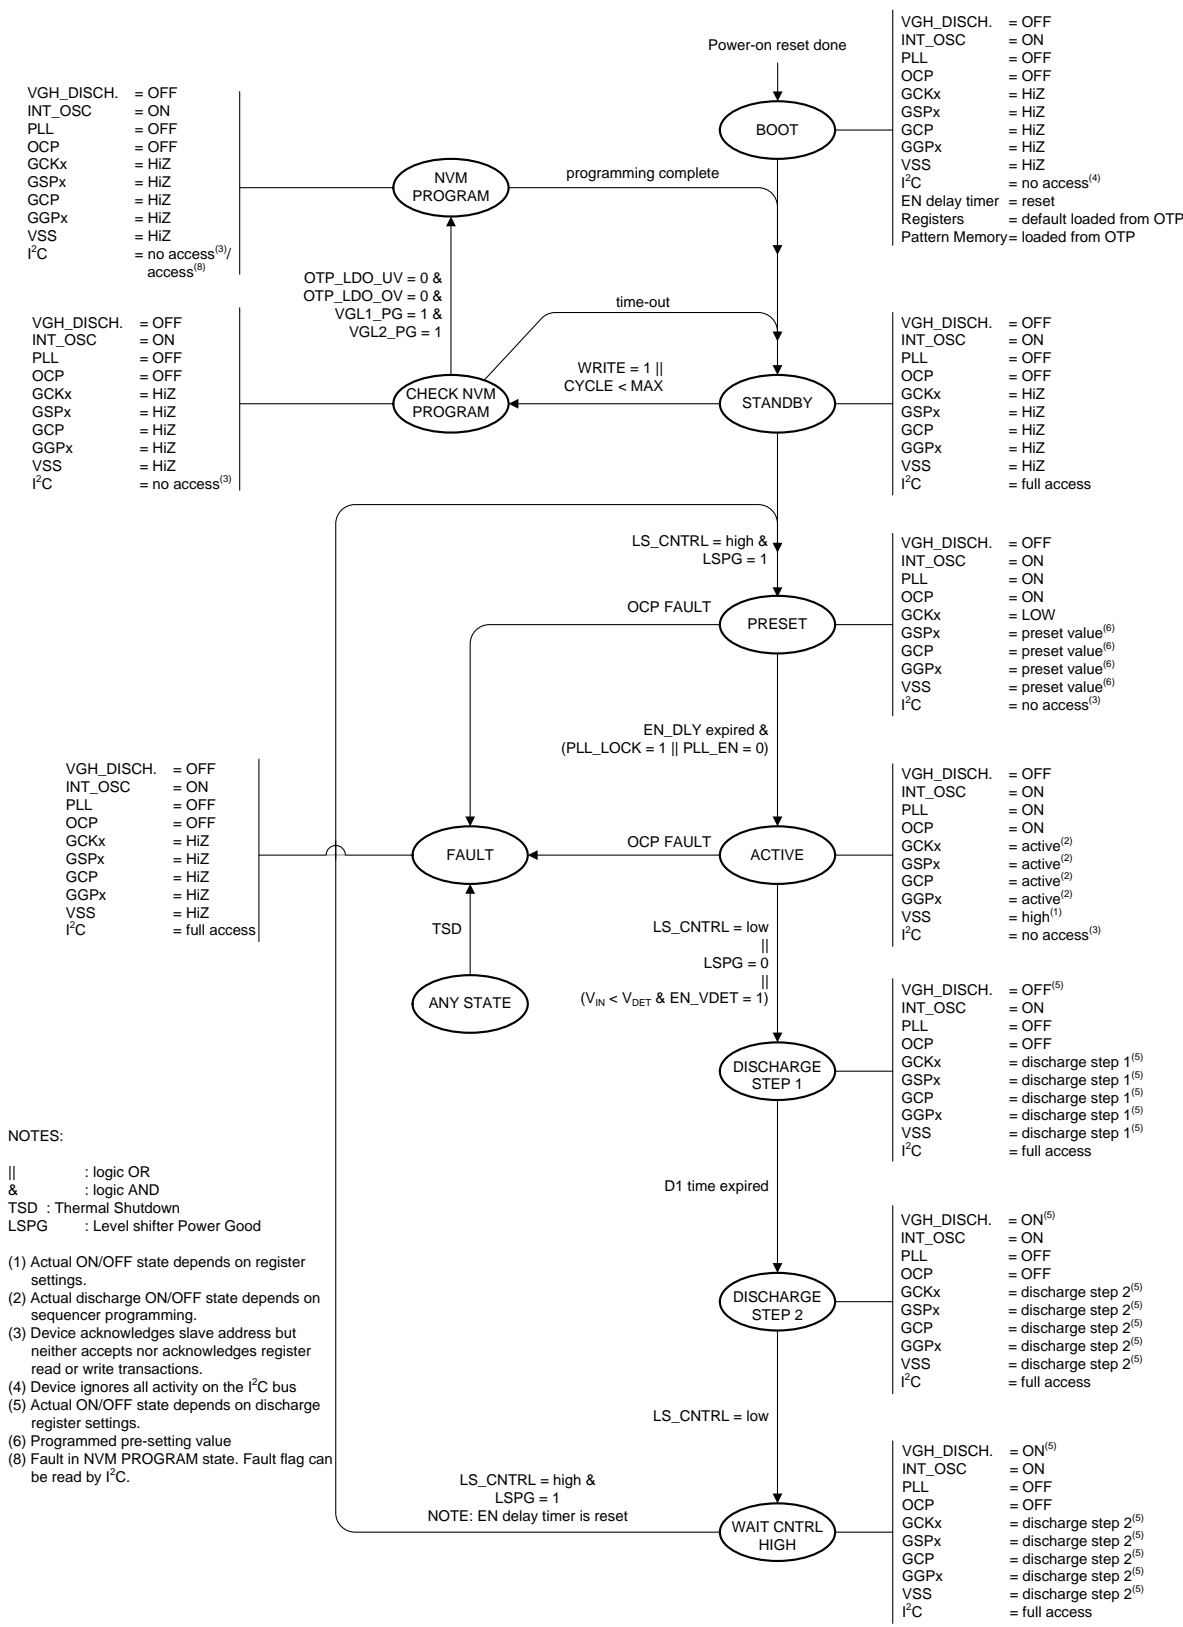 Power-on reset done
BOOT
VGH_DISCH. = OFF
INT_OSC = ON
PLL = OFF
OCP = OFF
GCKx = HiZ
GSPx = HiZ
GCP = HiZ
GGPx = HiZ
VSS = HiZ
I²C = no access(4)
EN delay timer = reset
Registers = default loaded from OTP
Pattern Memory = loaded from OTP
VGH_DISCH. = OFF
INT_OSC = ON
PLL = OFF
OCP = OFF
GCKx = HiZ
GSPx = HiZ
GCP = HiZ
GGPx = HiZ
VSS = HiZ
I²C = no access(3)/
access(8)
NVM
PROGRAM
programming complete
OTP_LDO_UV = 0 &
OTP_LDO_OV = 0 &
VGL1_PG = 1 &
VGL2_PG = 1
time-out
VGH_DISCH. = OFF
INT_OSC = ON
PLL = OFF
OCP = OFF
GCKx = HiZ
GSPx = HiZ
GCP = HiZ
GGPx = HiZ
VSS = HiZ
I²C = no access(3)
CHECK NVM
PROGRAM
WRITE = 1 ||
CYCLE < MAX
STANDBY
VGH_DISCH. = OFF
INT_OSC = ON
PLL = OFF
OCP = OFF
GCKx = HiZ
GSPx = HiZ
GCP = HiZ
GGPx = HiZ
VSS = HiZ
I²C = full access
LS_CNTRL = high &
LSPG = 1
OCP FAULT
PRESET
VGH_DISCH. = OFF
INT_OSC = ON
PLL = ON
OCP = ON
GCKx = LOW
GSPx = preset value(6)
GCP = preset value(6)
GGPx = preset value(6)
VSS = preset value(6)
I²C = no access(3)
EN_DLY expired &
(PLL_LOCK = 1 || PLL_EN = 0)
VGH_DISCH. = OFF
INT_OSC = ON
PLL = OFF
OCP = OFF
GCKx = HiZ
GSPx = HiZ
GCP = HiZ
GGPx = HiZ
VSS = HiZ
I²C = full access
FAULT
OCP FAULT
ACTIVE
VGH_DISCH. = OFF
INT_OSC = ON
PLL = ON
OCP = ON
GCKx = active(2)
GSPx = active(2)
GCP = active(2)
GGPx = active(2)
VSS = high(1)
I²C = no access(3)
TSD
ANY STATE
LS_CNTRL = low
||
LSPG = 0
||
(VIN < VDET & EN_VDET = 1)
DISCHARGE
STEP 1
VGH_DISCH. = OFF(5)
INT_OSC = ON
PLL = OFF
OCP = OFF
GCKx = discharge step 1(5)
GSPx = discharge step 1(5)
GCP = discharge step 1(5)
GGPx = discharge step 1(5)
VSS = discharge step 1(5)
I²C = full access
D1 time expired
DISCHARGE
STEP 2
VGH_DISCH. = ON(5)
INT_OSC = ON
PLL = OFF
OCP = OFF
GCKx = discharge step 2(5)
GSPx = discharge step 2(5)
GCP = discharge step 2(5)
GGPx = discharge step 2(5)
VSS = discharge step 2(5)
I²C = full access
LS_CNTRL = low
LS_CNTRL = high &
LSPG = 1
NOTE: EN delay timer is reset
WAIT CNTRL
HIGH
VGH_DISCH. = ON(5)
INT_OSC = ON
PLL = OFF
OCP = OFF
GCKx = discharge step 2(5)
GSPx = discharge step 2(5)
GCP = discharge step 2(5)
GGPx = discharge step 2(5)
VSS = discharge step 2(5)
I²C = full access
NOTES:
|| : logic OR
& : logic AND
TSD : Thermal Shutdown
LSPG : Level shifter Power Good
(1) Actual ON/OFF state depends on register
settings.
(2) Actual discharge ON/OFF state depends on
sequencer programming.
(3) Device acknowledges slave address but
neither accepts nor acknowledges register
read or write transactions.
(4) Device ignores all activity on the I²C bus
(5) Actual ON/OFF state depends on discharge
register settings.
(6) Programmed pre-setting value
(8) Fault in NVM PROGRAM state. Fault flag can
be read by I²C.